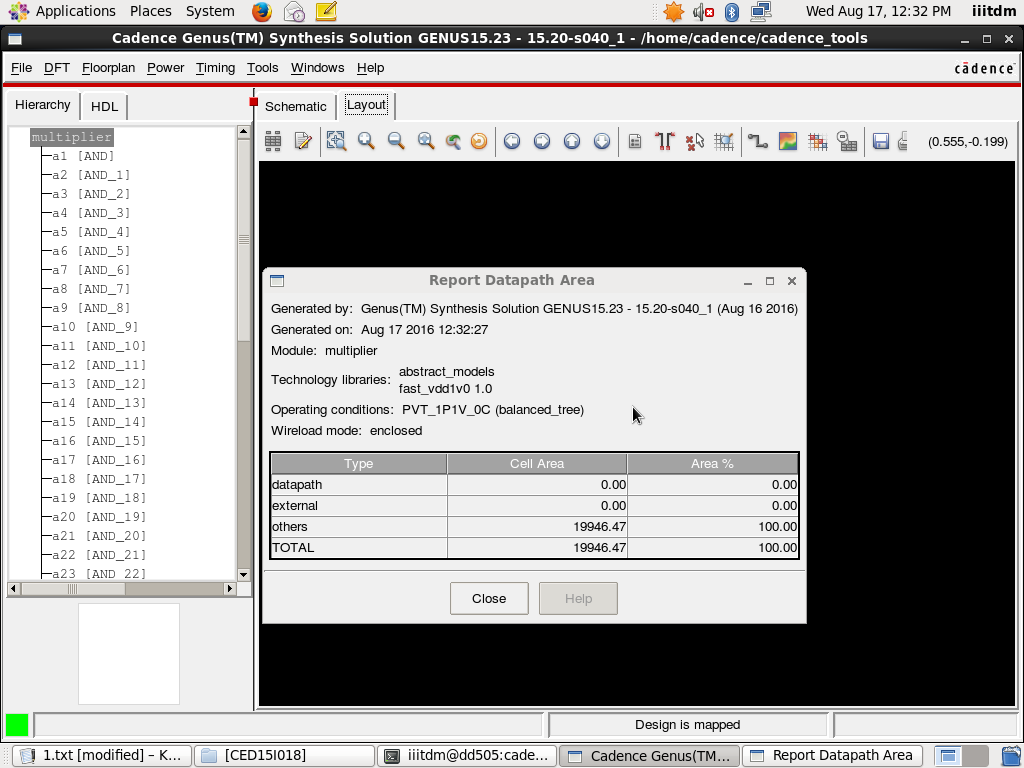 Applications Places System Wed Aug 17, 12:32 PM iiitdm
Cadence Genus(TM) Synthesis Solution GENUS15.23 - 15.20-s040_1 - /home/cadence/cadence_tools
File DFT Floorplan Power Timing Tools Windows Help cādence
Hierarchy HDL
Schematic Layout
(0.555,-0.199)
multiplier
a1 [AND]
a2 [AND_1]
a3 [AND_2]
a4 [AND_3]
a5 [AND_4]
a6 [AND_5]
a7 [AND_6]
a8 [AND_7]
a9 [AND_8]
a10 [AND_9]
a11 [AND_10]
a12 [AND_11]
a13 [AND_12]
a14 [AND_13]
a15 [AND_14]
a16 [AND_15]
a17 [AND_16]
a18 [AND_17]
a19 [AND_18]
a20 [AND_19]
a21 [AND_20]
a22 [AND_21]
a23 [AND_22]
Report Datapath Area
Generated by: Genus(TM) Synthesis Solution GENUS15.23 - 15.20-s040_1 (Aug 16 2016)
Generated on: Aug 17 2016 12:32:27
Module: multiplier
Technology libraries: abstract_models
fast_vdd1v0 1.0
Operating conditions: PVT_1P1V_0C (balanced_tree)
Wireload mode: enclosed
Type Cell Area Area %
datapath 0.00 0.00
external 0.00 0.00
others 19946.47 100.00
TOTAL 19946.47 100.00
Close Help
Design is mapped
1.txt [modified] – K... [CED15I018] iiitdm@dd505:cade... Cadence Genus(TM... Report Datapath Area